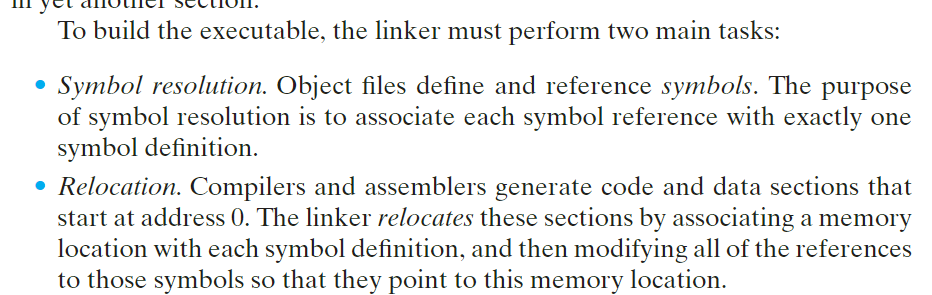 in yet another section.
To build the executable, the linker must perform two main tasks:
• Symbol resolution. Object files define and reference symbols. The purpose
of symbol resolution is to associate each symbol reference with exactly one
symbol definition.
• Relocation. Compilers and assemblers generate code and data sections that
start at address 0. The linker relocates these sections by associating a memory
location with each symbol definition, and then modifying all of the references
to those symbols so that they point to this memory location.